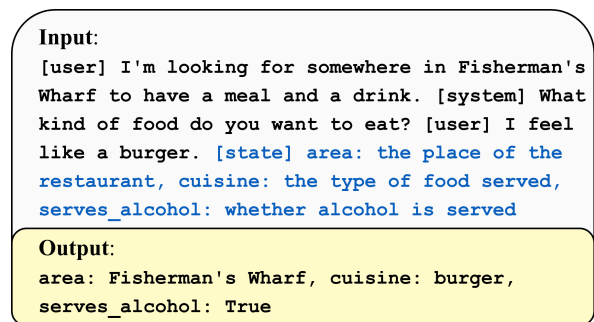 Input:
[user] I'm looking for somewhere in Fisherman's
Wharf to have a meal and a drink. [system] What
kind of food do you want to eat? [user] I feel
like a burger. [state] area: the place of the
restaurant, cuisine: the type of food served,
serves_alcohol: whether alcohol is served
Output:
area: Fisherman's Wharf, cuisine: burger,
serves_alcohol: True